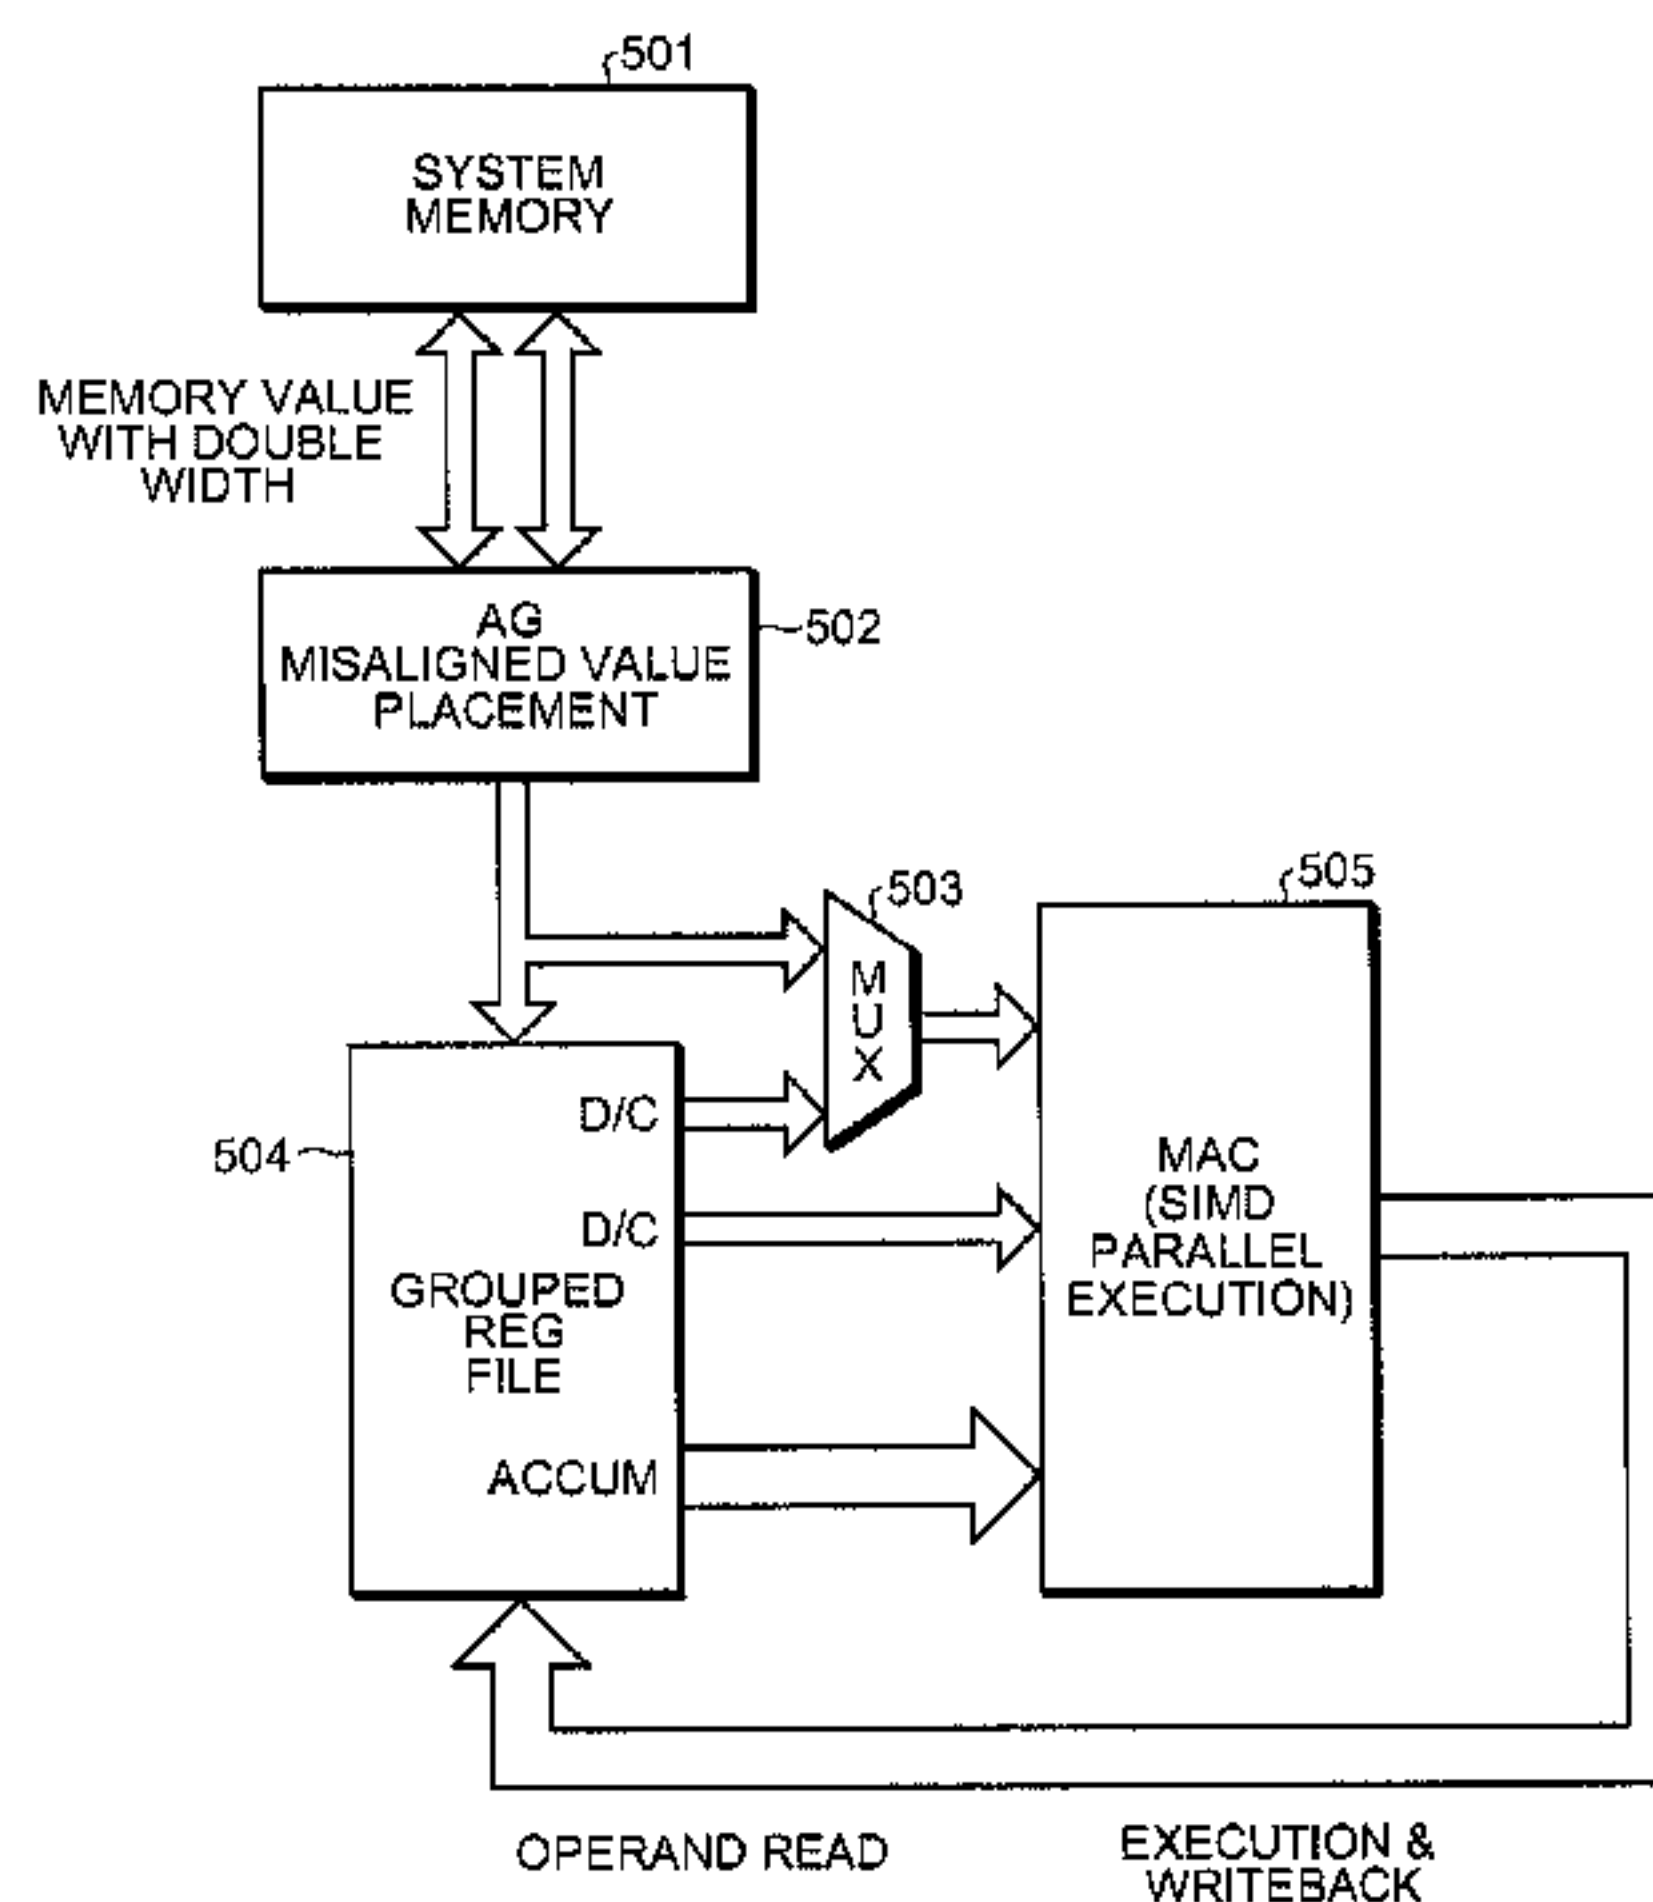 501
SYSTEM
MEMORY
MEMORY VALUE
WITH DOUBLE
WIDTH
AG
MISALIGNED VALUE
PLACEMENT
502
503
505
MUX
D/C
504
D/C
GROUPED
REG
FILE
ACCUM
MAC
(SIMD
PARALLEL
EXECUTION)
OPERAND READ
EXECUTION &
WRITEBACK